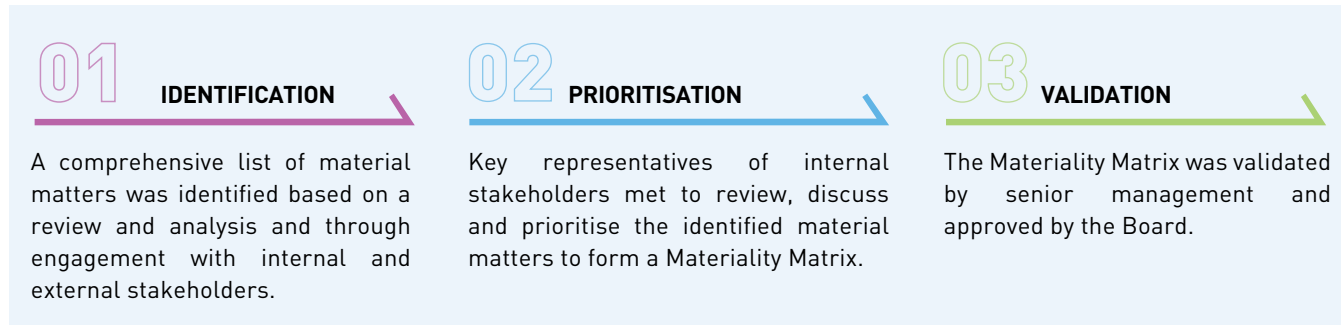 01 IDENTIFICATION
A comprehensive list of material
matters was identified based on a
review and analysis and through
engagement with internal and
external stakeholders.
02 PRIORITISATION
Key representatives of internal
stakeholders met to review, discuss
and prioritise the identified material
matters to form a Materiality Matrix.
03 VALIDATION
The Materiality Matrix was validated
by senior management and
approved by the Board.